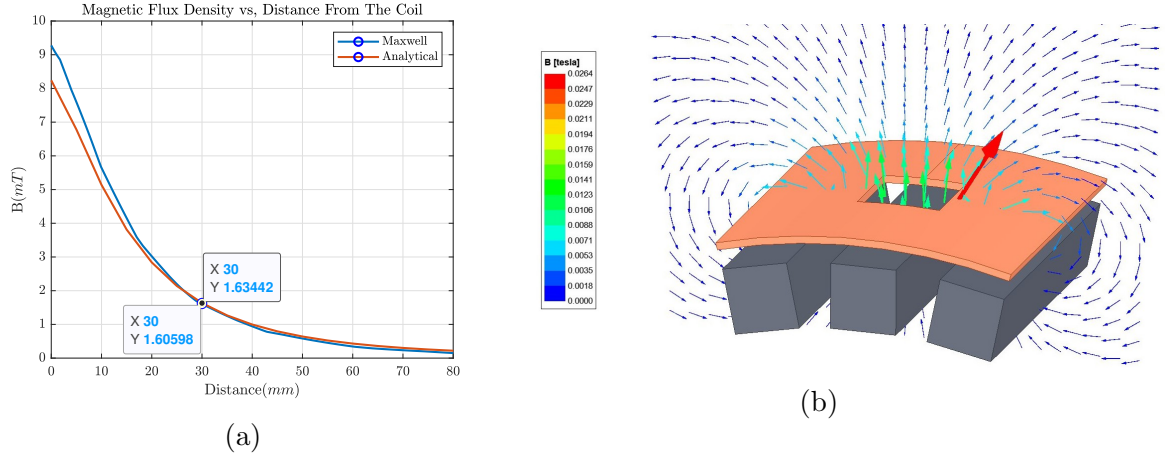 Magnetic Flux Density vs, Distance From The Coil
Maxwell
Analytical
B(mT)
10
9
8
7
6
5
4
3
2
1
0
X 30
Y 1.63442
X 30
Y 1.60598
0 10 20 30 40 50 60 70 80
Distance(mm)
(a)
B [tesla]
0.0264
0.0247
0.0229
0.0211
0.0194
0.0176
0.0159
0.0141
0.0123
0.0106
0.0088
0.0071
0.0053
0.0035
0.0018
0.0000
(b)